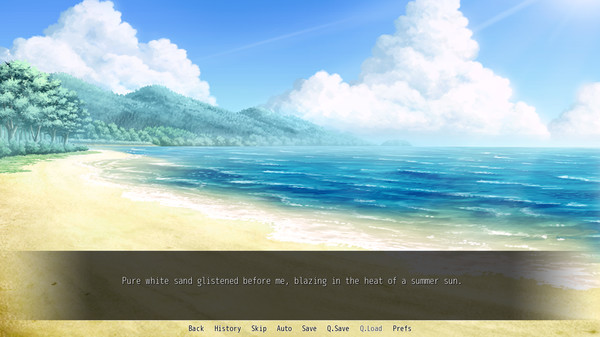 Pure white sand glistened before me, blazing in the heat of a summer sun.
Back History Skip Auto Save Q.Save Q.Load Prefs